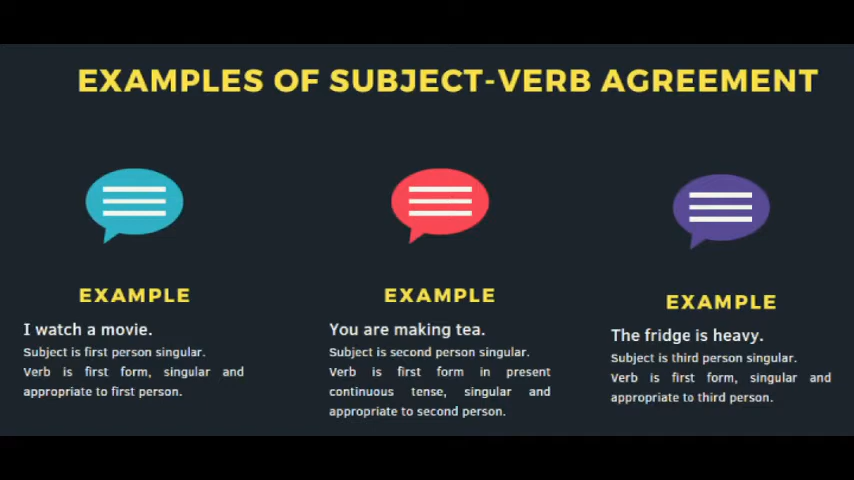 EXAMPLES OF SUBJECT-VERB AGREEMENT
EXAMPLE
I watch a movie.
Subject is first person singular.
Verb is first form, singular and
appropriate to first person.
EXAMPLE
You are making tea.
Subject is second person singular.
Verb is first form in present
continuous tense, singular and
appropriate to second person.
EXAMPLE
The fridge is heavy.
Subject is third person singular.
Verb is first form, singular and
appropriate to third person.